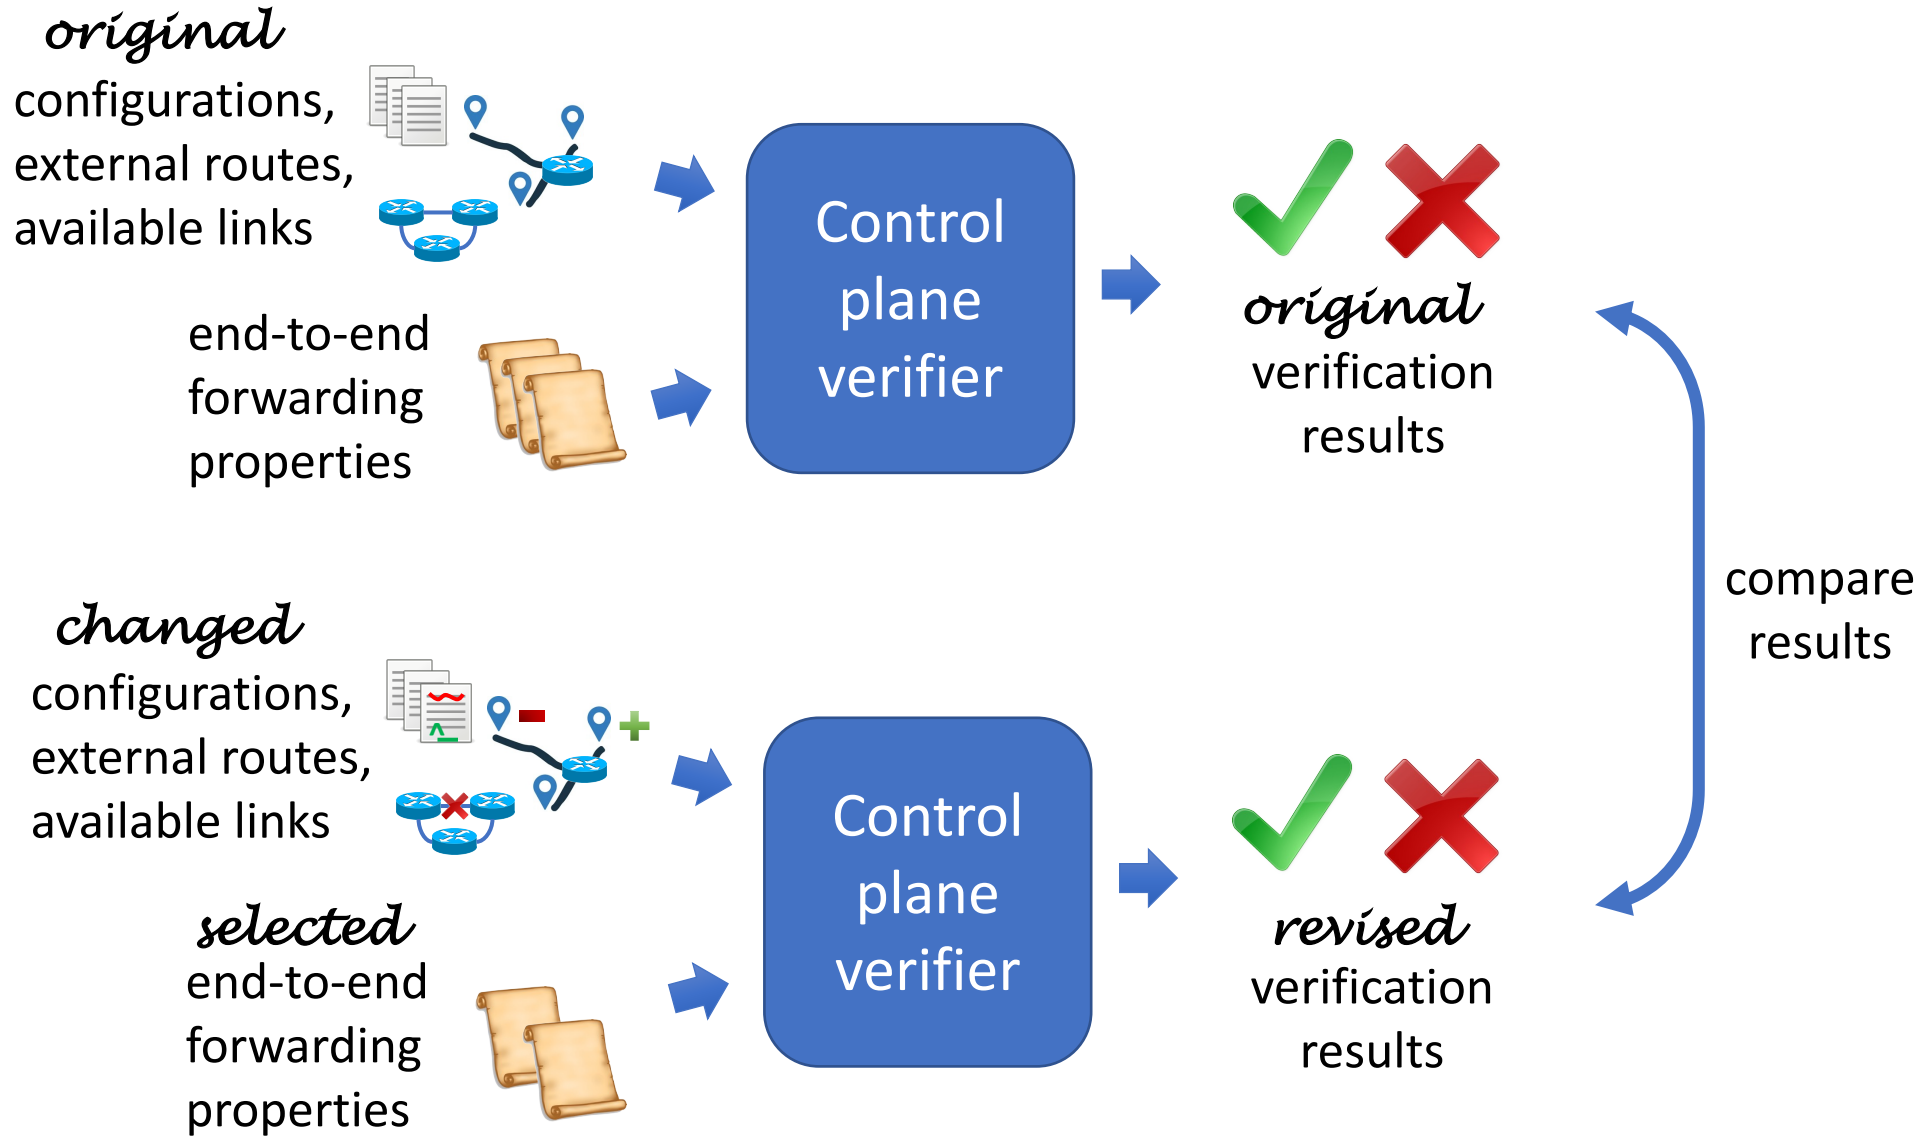 original
configurations,
external routes,
available links
end-to-end
forwarding
properties
Control
plane
verifier
original
verification
results
compare
results
changed
configurations,
external routes,
available links
selected
end-to-end
forwarding
properties
Control
plane
verifier
revised
verification
results